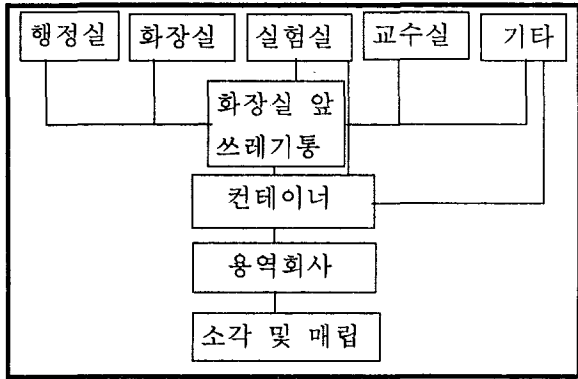 행정실 화장실 실험실 교수실 기타
화장실 앞
쓰레기통
컨테이너
용역회사
소각 및 매립